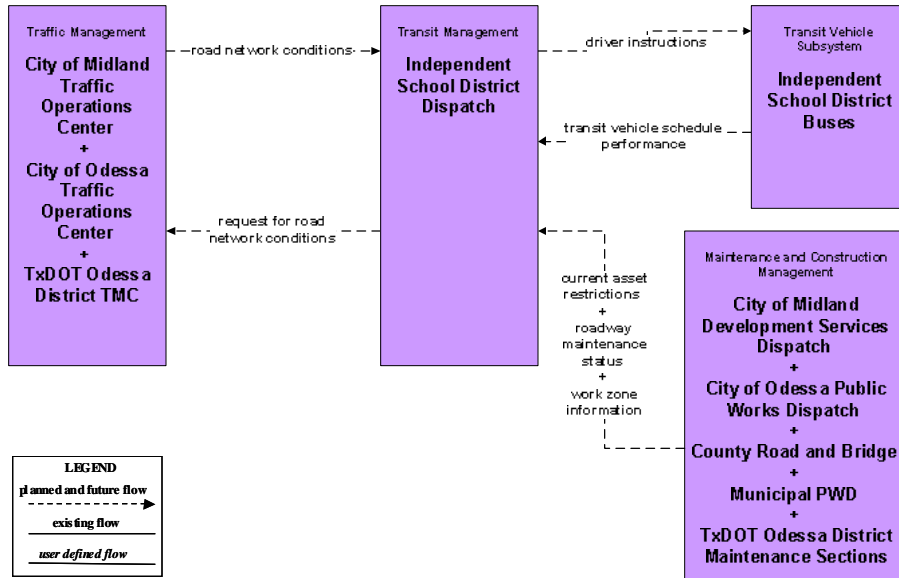 Traffic Management
City of Midland
Traffic
Operations
Center
+
City of Odessa
Traffic
Operations
Center
+
TxDOT Odessa
District TMC
road network conditions
request for road
network conditions
Transit Management
Independent
School District
Dispatch
driver instructions
transit vehicle schedule
performance
Transit Vehicle
Subsystem
Independent
School District
Buses
current asset
restrictions
+
roadway
maintenance
status
+
work zone
information
Maintenance and Construction
Management
City of Midland
Development Services
Dispatch
+
City of Odessa Public
Works Dispatch
+
County Road and Bridge
+
Municipal PWD
+
TxDOT Odessa District
Maintenance Sections
LEGEND
planned and future flow
existing flow
user defined flow